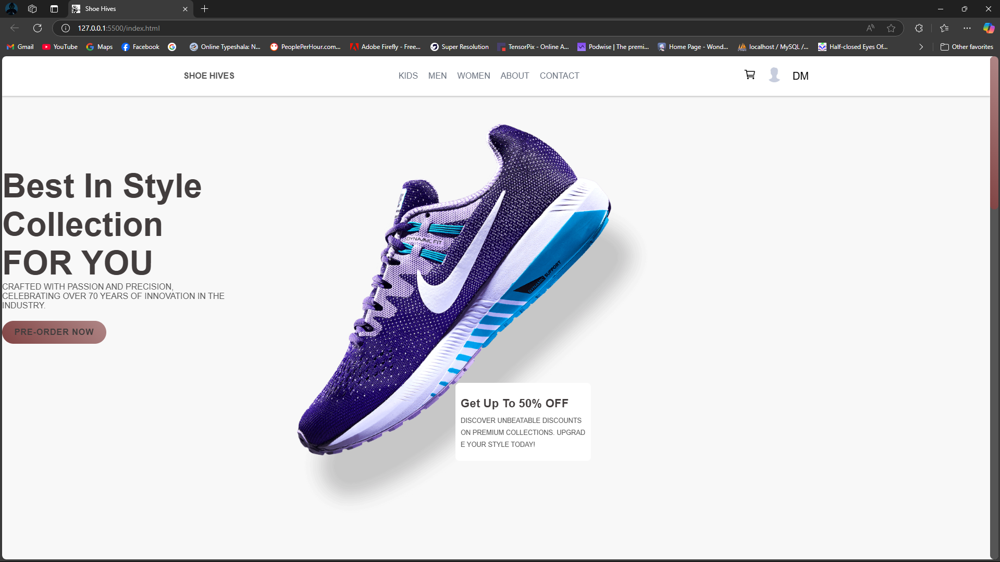 Shoe Hives
127.0.0.1:5500/index.html
Gmail YouTube Maps Facebook Online Typeshala: N... PeoplePerHour.com... Adobe Firefly - Free... Super Resolution TensorPix - Online A... Podwise | The premi... Home Page - Wond... localhost / MySQL /... Half-closed Eyes Of... Other favorites
SHOE HIVES KIDS MEN WOMEN ABOUT CONTACT DM
Best In Style
Collection
FOR YOU
CRAFTED WITH PASSION AND PRECISION,
CELEBRATING OVER 70 YEARS OF INNOVATION IN THE
INDUSTRY.
PRE-ORDER NOW
DYNAMIC FIT
DYNAMIC SUPPORT
Get Up To 50% OFF
DISCOVER UNBEATABLE DISCOUNTS
ON PREMIUM COLLECTIONS. UPGRAD
E YOUR STYLE TODAY!